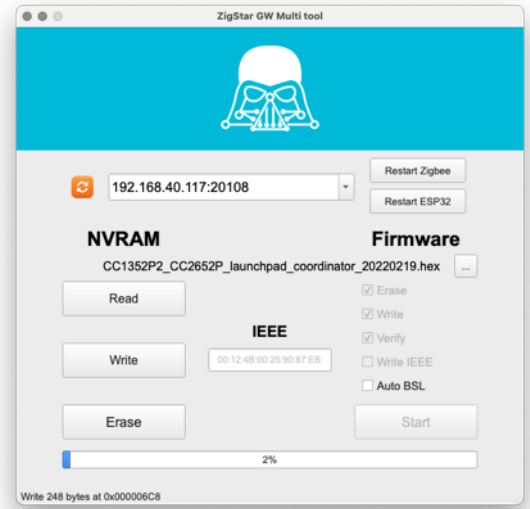 ZigStar GW Multi tool
192.168.40.117:20108
Restart Zigbee
Restart ESP32
NVRAM
Firmware
CC1352P2_CC2652P_launchpad_coordinator_20220219.hex
...
Read
Erase
Write
Verify
IEEE
Write
00:12:4B:00:25:90:87:EB
Write IEEE
Auto BSL
Erase
Start
2%
Write 248 bytes at 0x000006C8